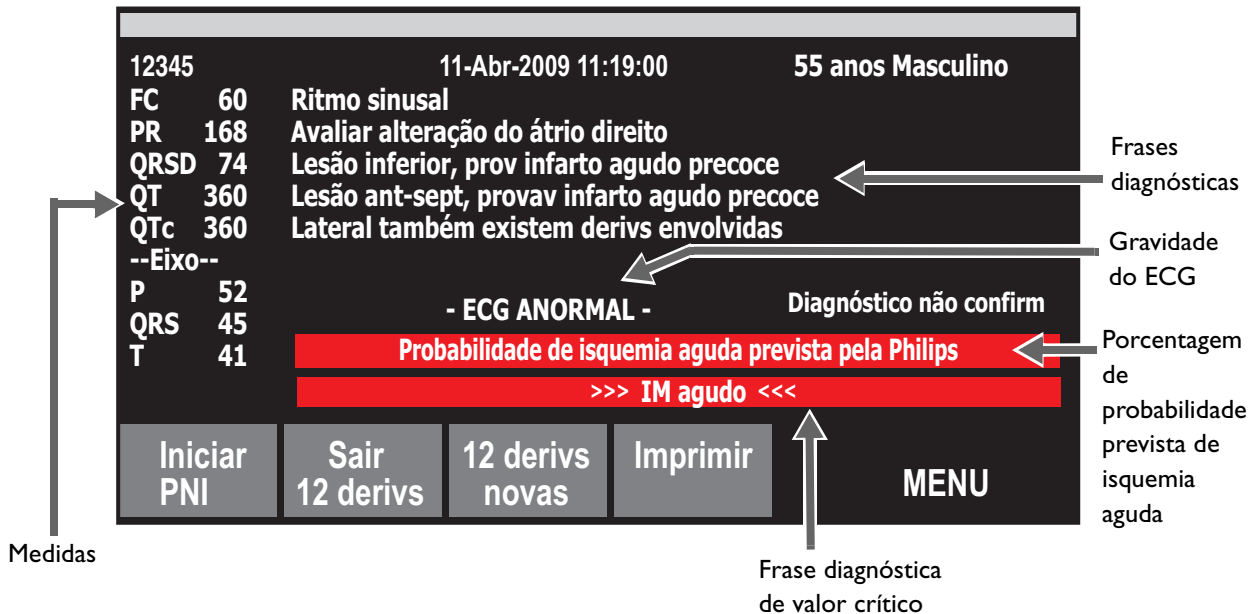 12345 11-Abr-2009 11:19:00 55 anos Masculino
FC 60 Ritmo sinusal
PR 168 Avaliar alteração do átrio direito
QRSD 74 Lesão inferior, prov infarto agudo precoce
QT 360 Lesão ant-sept, provav infarto agudo precoce
QTc 360 Lateral também existem derivs envolvidas
--Eixo--
P 52
QRS 45
T 41
- ECG ANORMAL - Diagnóstico não confirm
Probabilidade de isquemia aguda prevista pela Philips
>>> IM agudo <<<
Iniciar
PNI
Sair
12 derivs
12 derivs
novas
Imprimir
MENU
Frases
diagnósticas
Gravidade
do ECG
Porcentagem
de
probabilidade
prevista de
isquemia
aguda
Medidas
Frase diagnóstica
de valor crítico